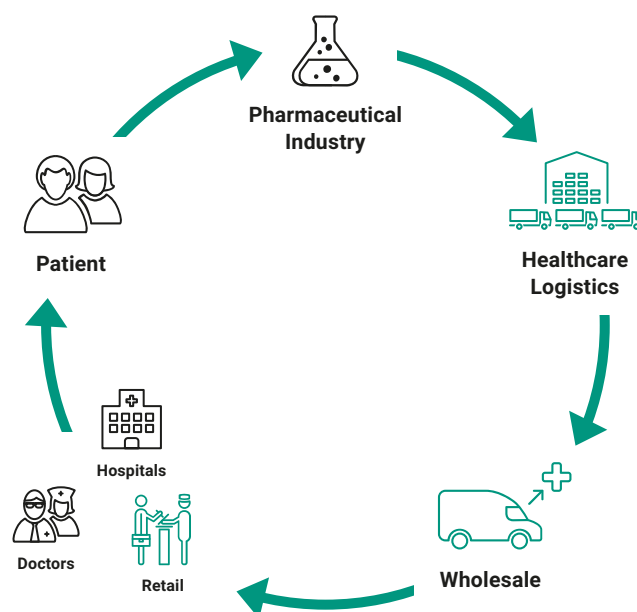 Pharmaceutical
Industry
Healthcare
Logistics
Patient
Hospitals
Doctors
Retail
Wholesale